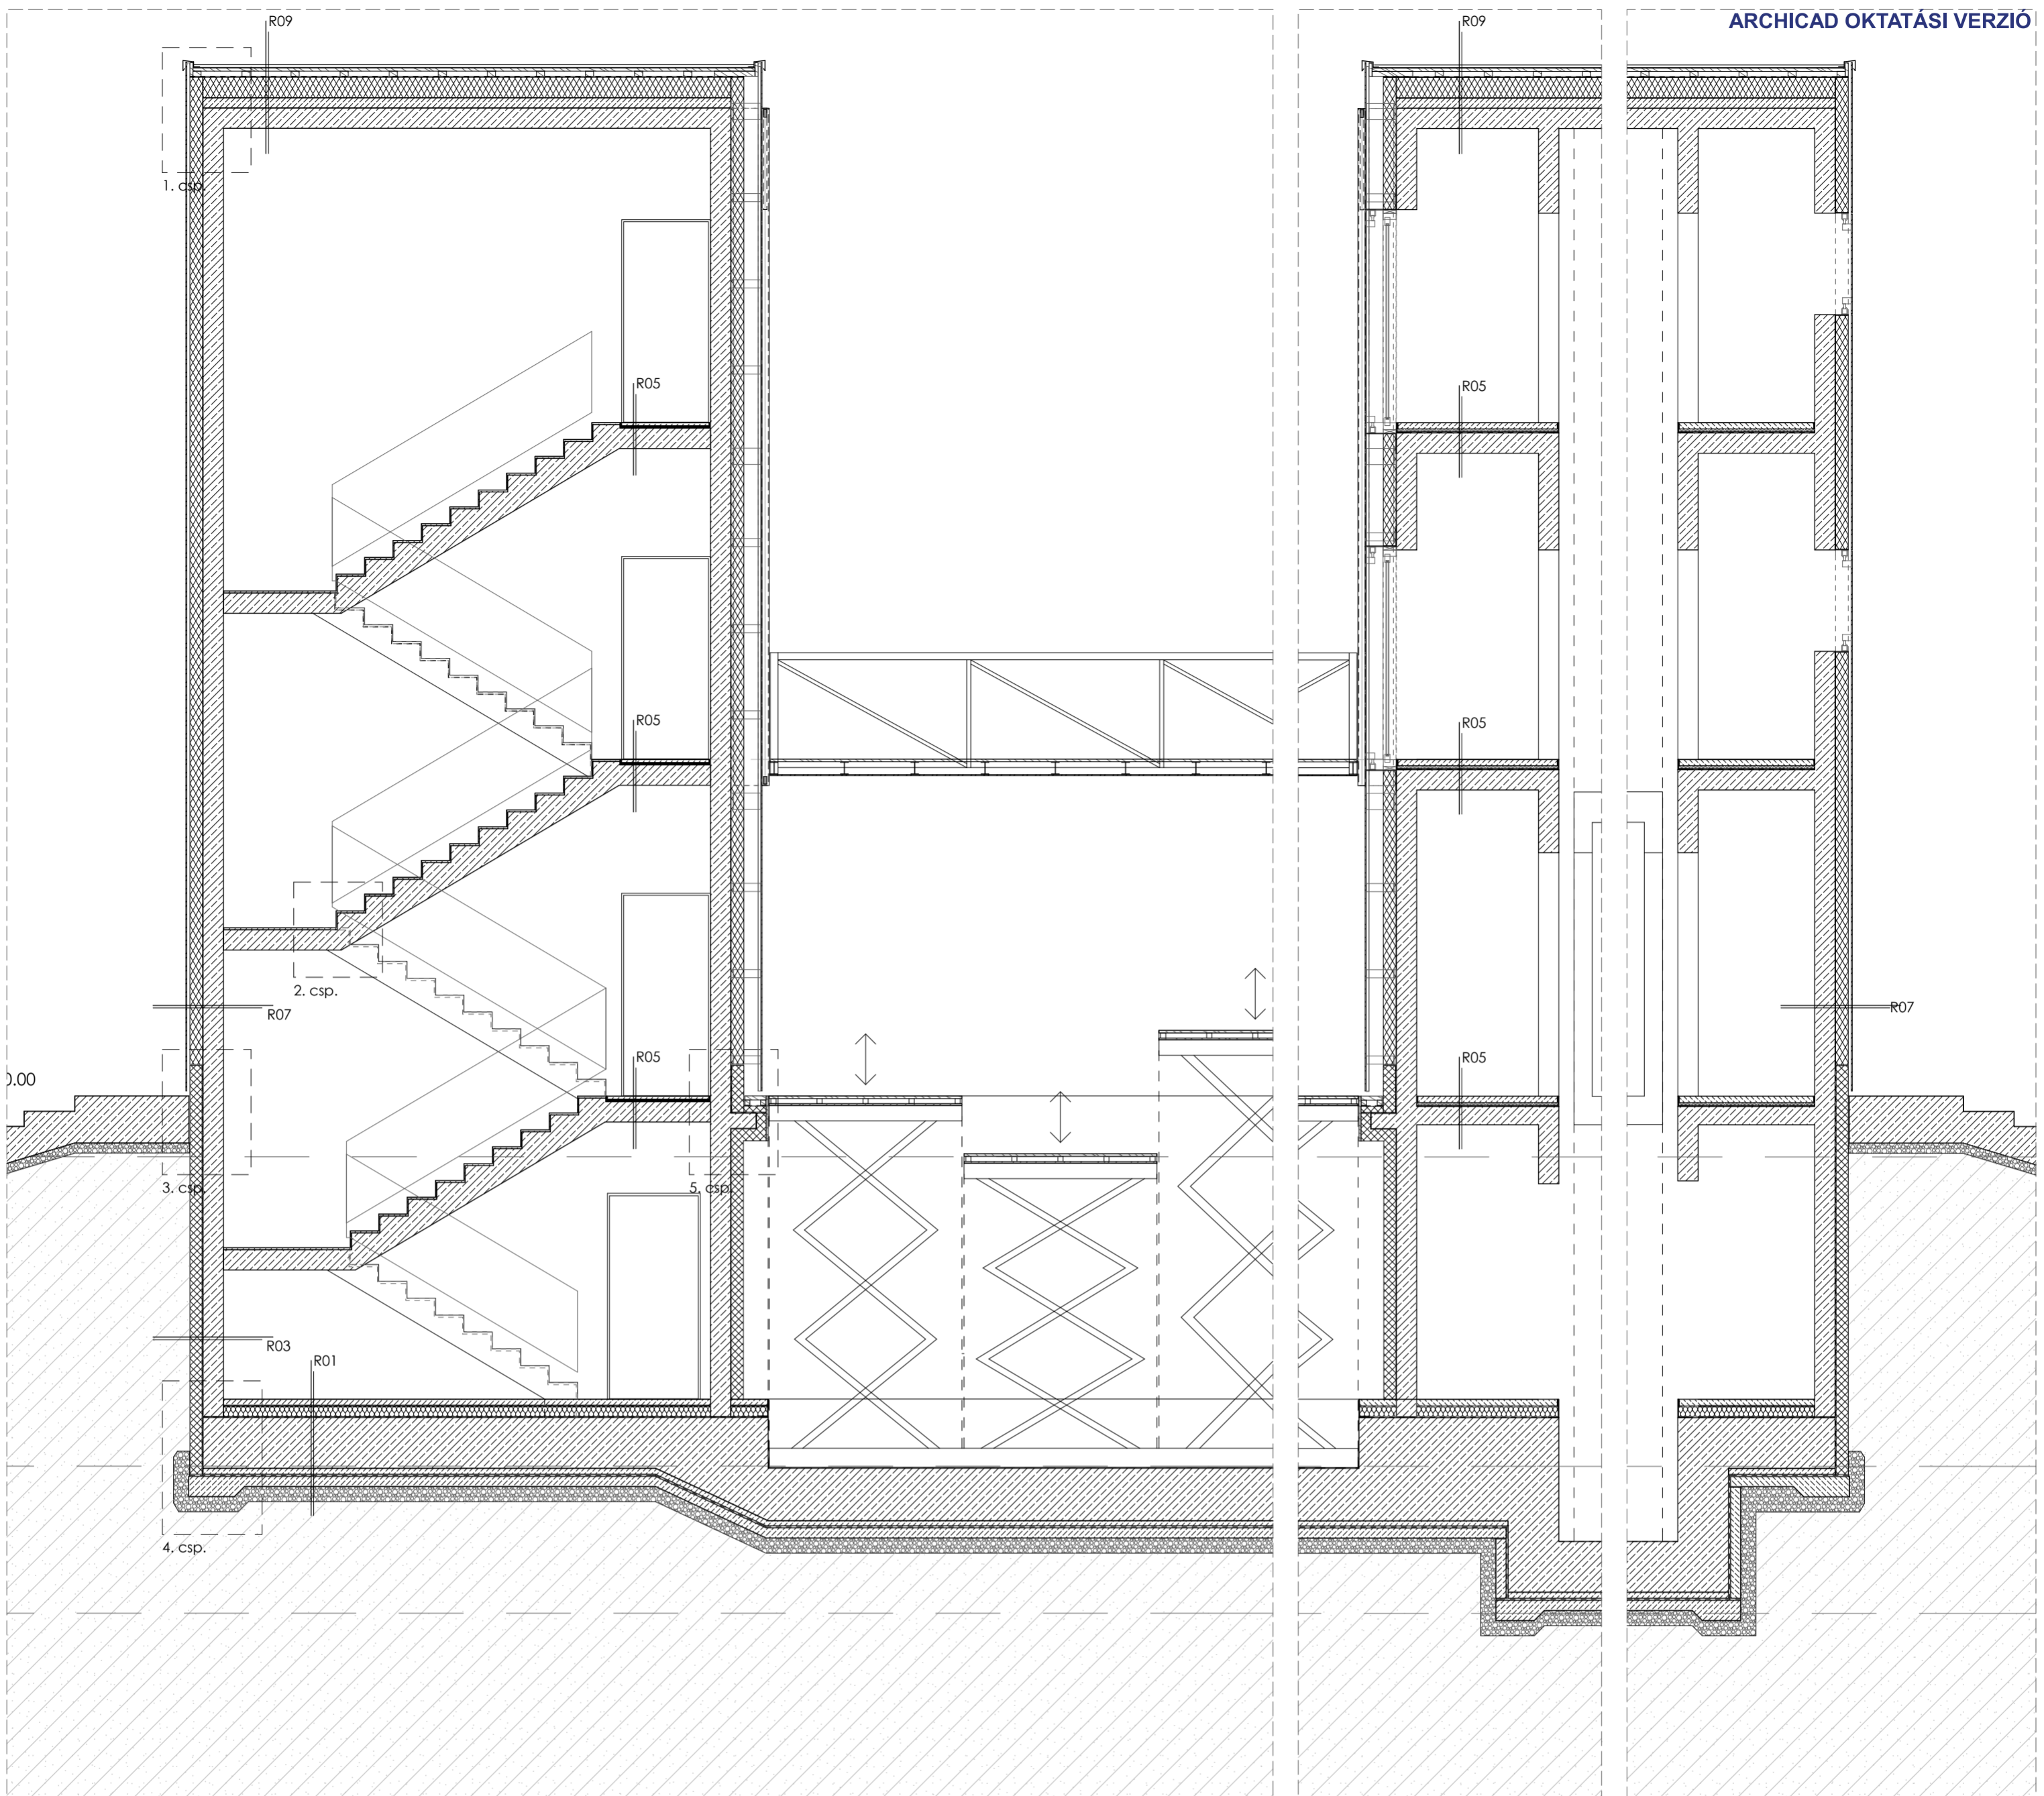 R09
R09
ARCHICAD OKTATÁSI VERZIÓ
1. csp.
R05
R05
R05
R05
2. csp.
R07
R07
R05
R05
0.00
3. csp.
5. csp.
R03
R01
4. csp.